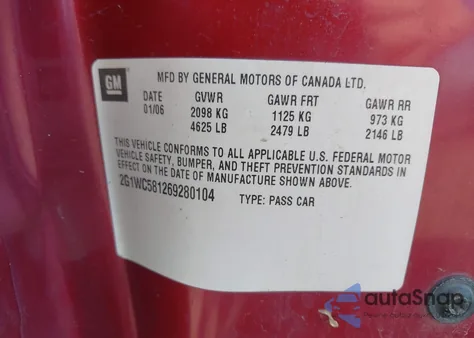 GM
MFD BY GENERAL MOTORS OF CANADA LTD.
DATE GVWR GAWR FRT GAWR RR
01/06 2098 KG 1125 KG 973 KG
4625 LB 2479 LB 2146 LB
THIS VEHICLE CONFORMS TO ALL APPLICABLE U.S. FEDERAL MOTOR
VEHICLE SAFETY, BUMPER, AND THEFT PREVENTION STANDARDS IN
EFFECT ON THE DATE OF MANUFACTURE SHOWN ABOVE.
2G1WC581269280104 TYPE: PASS CAR
autoSnap